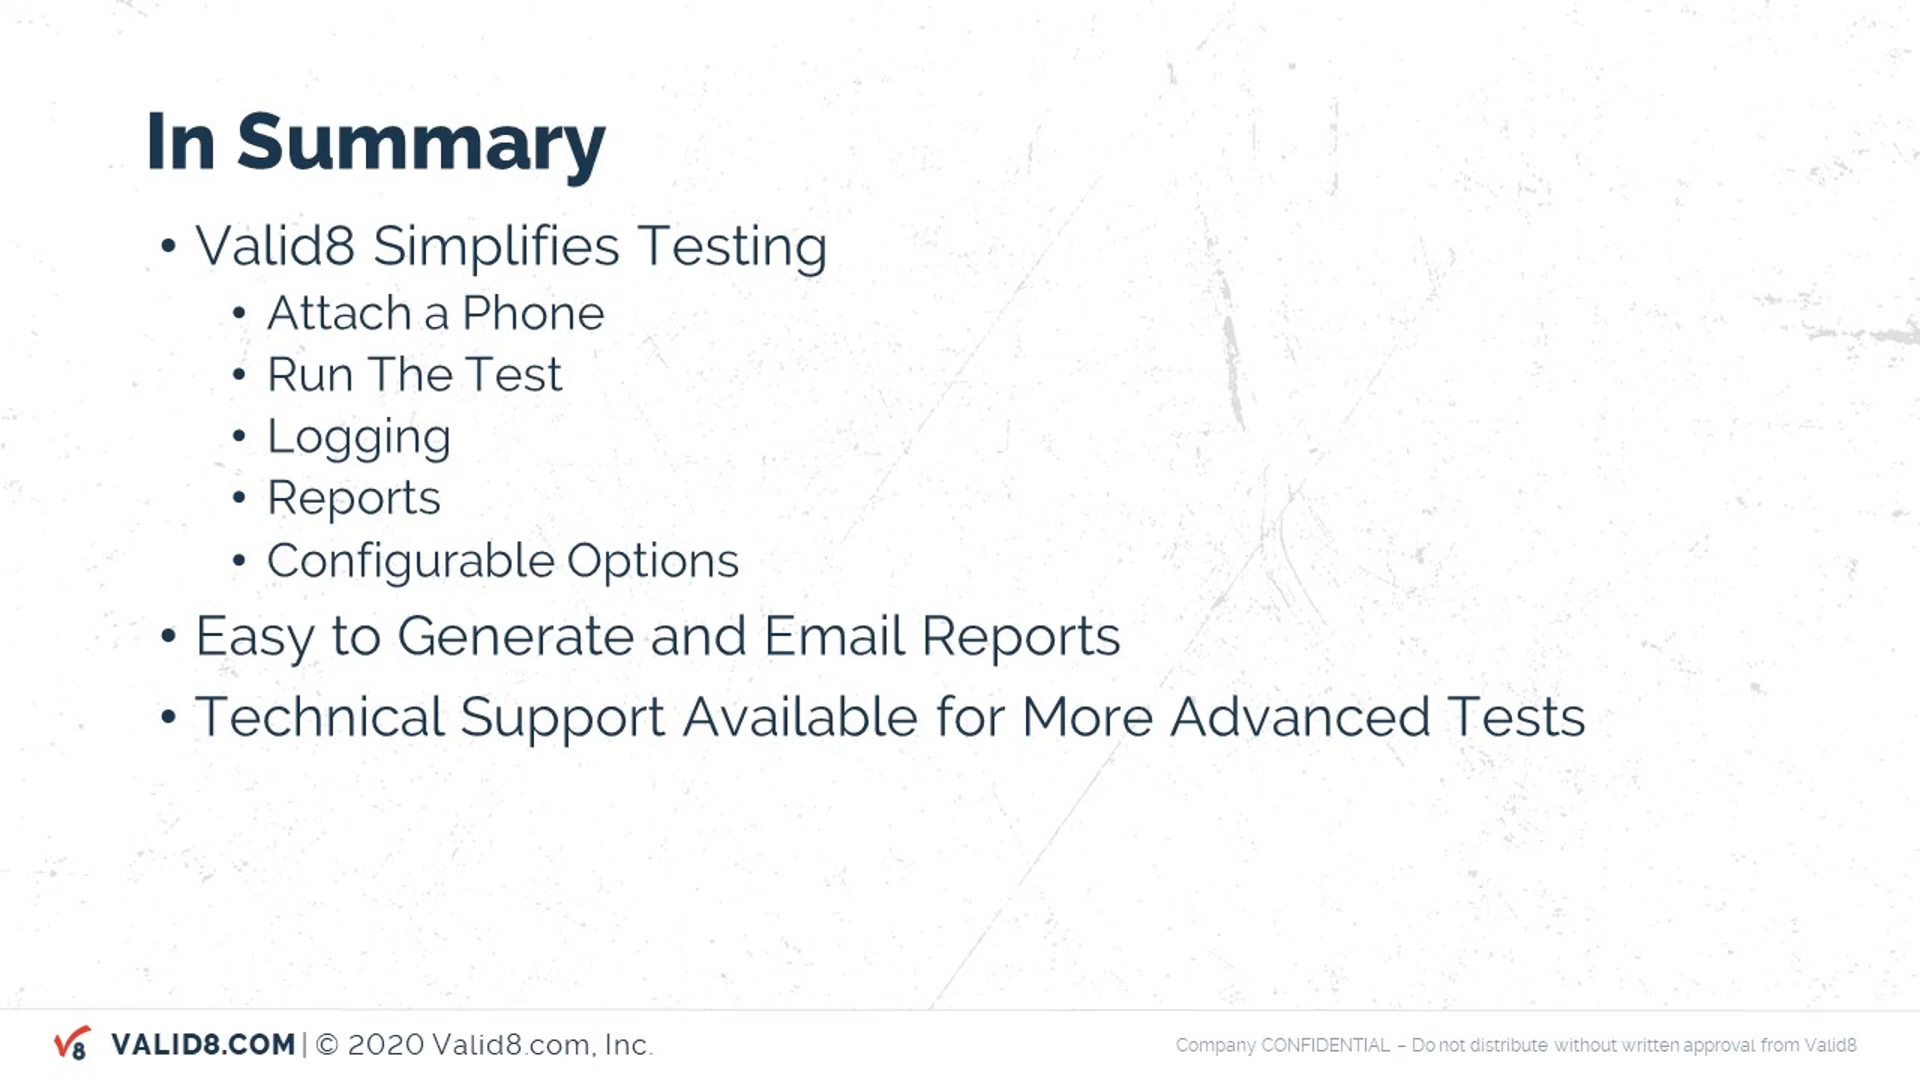 In Summary
• Valid8 Simplifies Testing
• Attach a Phone
• Run The Test
• Logging
• Reports
• Configurable Options
• Easy to Generate and Email Reports
• Technical Support Available for More Advanced Tests
V8 VALID8.COM | © 2020 Valid8.com, Inc.
Company CONFIDENTIAL – Do not distribute without written approval from Valid8